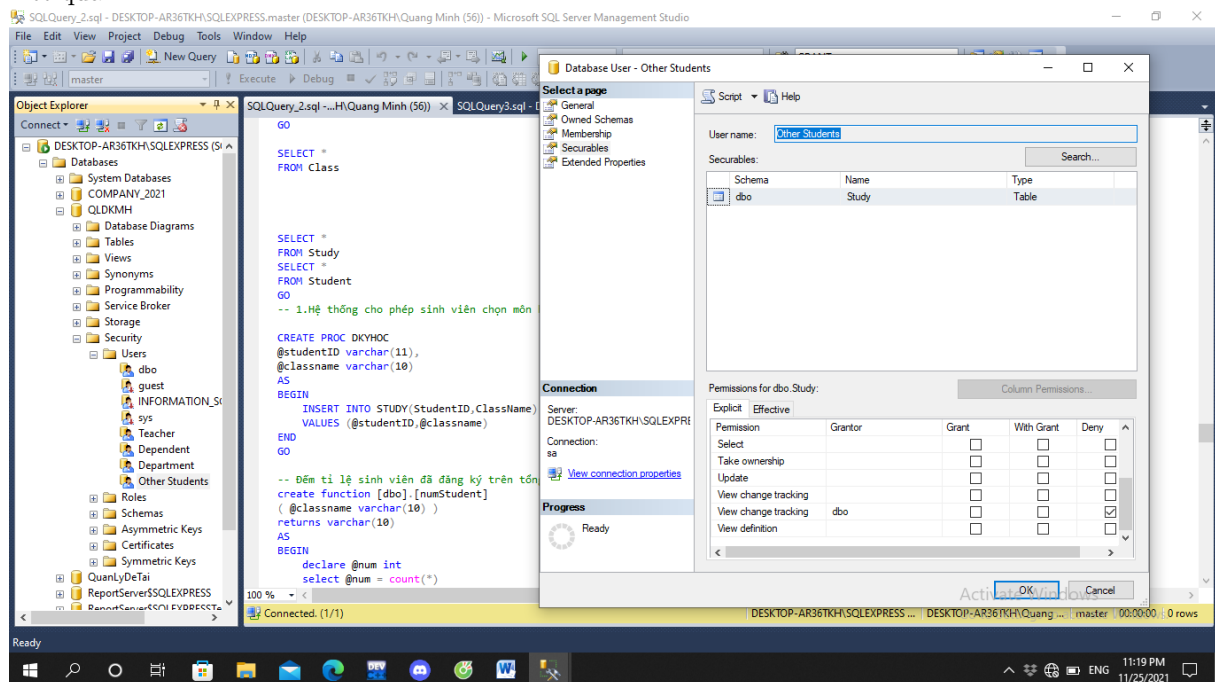 SQLQuery_2.sql - DESKTOP-AR36TKH\SQLEXPRESS.master (DESKTOP-AR36TKH\Quang Minh (56)) - Microsoft SQL Server Management Studio
File Edit View Project Debug Tools Window Help
New Query
master
Execute Debug
Object Explorer
Connect
DESKTOP-AR36TKH\SQLEXPRESS (S
Databases
System Databases
COMPANY_2021
QLDKMH
Database Diagrams
Tables
Views
Synonyms
Programmability
Service Broker
Storage
Security
Users
dbo
guest
INFORMATION_S
sys
Teacher
Dependent
Department
Other Students
Roles
Schemas
Asymmetric Keys
Certificates
Symmetric Keys
QuanLyDeTai
ReportServer$SQLEXPRESS
ReportServer$SQLEXPRESSTe
SQLQuery_2.sql -...H\Quang Minh (56)) SQLQuery3.sql -
GO
SELECT *
FROM Class
SELECT *
FROM Study
SELECT *
FROM Student
GO
-- 1.Hệ thống cho phép sinh viên chọn môn
CREATE PROC DKYHOC
@studentID varchar(11),
@classname varchar(10)
AS
BEGIN
INSERT INTO STUDY(StudentID,ClassName)
VALUES (@studentID,@classname)
END
GO
-- Đếm tỉ lệ sinh viên đã đăng ký trên tổn
create function [dbo].[numStudent]
( @classname varchar(10) )
returns varchar(10)
AS
BEGIN
declare @num int
select @num = count(*)
100 %
Connected. (1/1)
DESKTOP-AR36TKH\SQLEXPRESS ... DESKTOP-AR36TKH\Quang ... master 00:00:00 0 rows
Database User - Other Students
Select a page
General
Owned Schemas
Membership
Securables
Extended Properties
Connection
Server:
DESKTOP-AR36TKH\SQLEXPRE
Connection:
sa
View connection properties
Progress
Ready
Script Help
User name: Other Students
Securables: Search...
Schema Name Type
dbo Study Table
Permissions for dbo.Study: Column Permissions...
Explicit Effective
Permission Grantor Grant With Grant Deny
Select
Take ownership
Update
View change tracking
View change tracking dbo
View definition
OK Cancel
Activate Windows
Ready
ENG 11:19 PM
11/25/2021